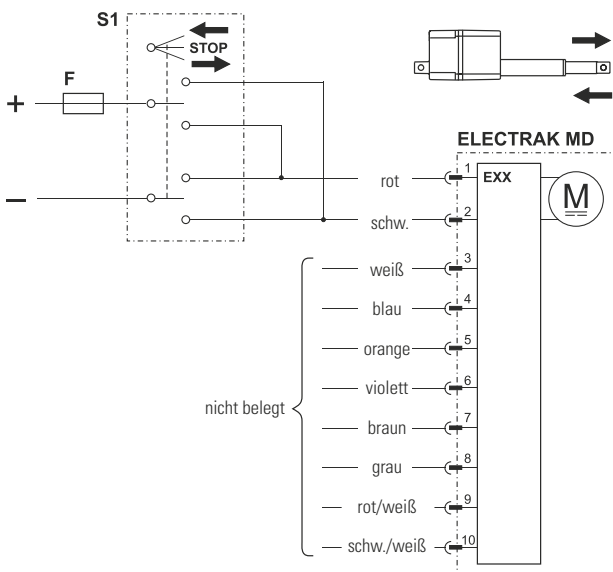 S1
STOP
F
+
−
ELECTRAK MD
EXX
M
rot 1
schw. 2
weiß 3
blau 4
orange 5
violett 6
nicht belegt
braun 7
grau 8
rot/weiß 9
schw./weiß 10